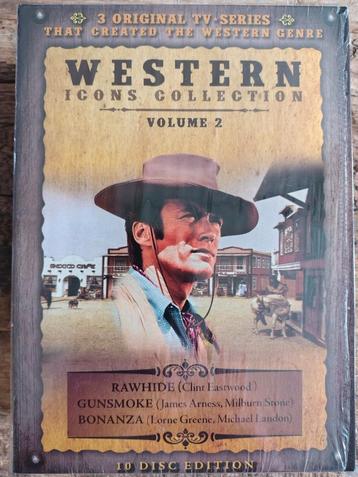 3 ORIGINAL TV-SERIES
THAT CREATED THE WESTERN GENRE
WESTERN
ICONS COLLECTION
VOLUME 2
RAWHIDE (Clint Eastwood)
GUNSMOKE (James Arness, Milburn Stone)
BONANZA (Lorne Greene, Michael Landon)
10 DISC EDITION